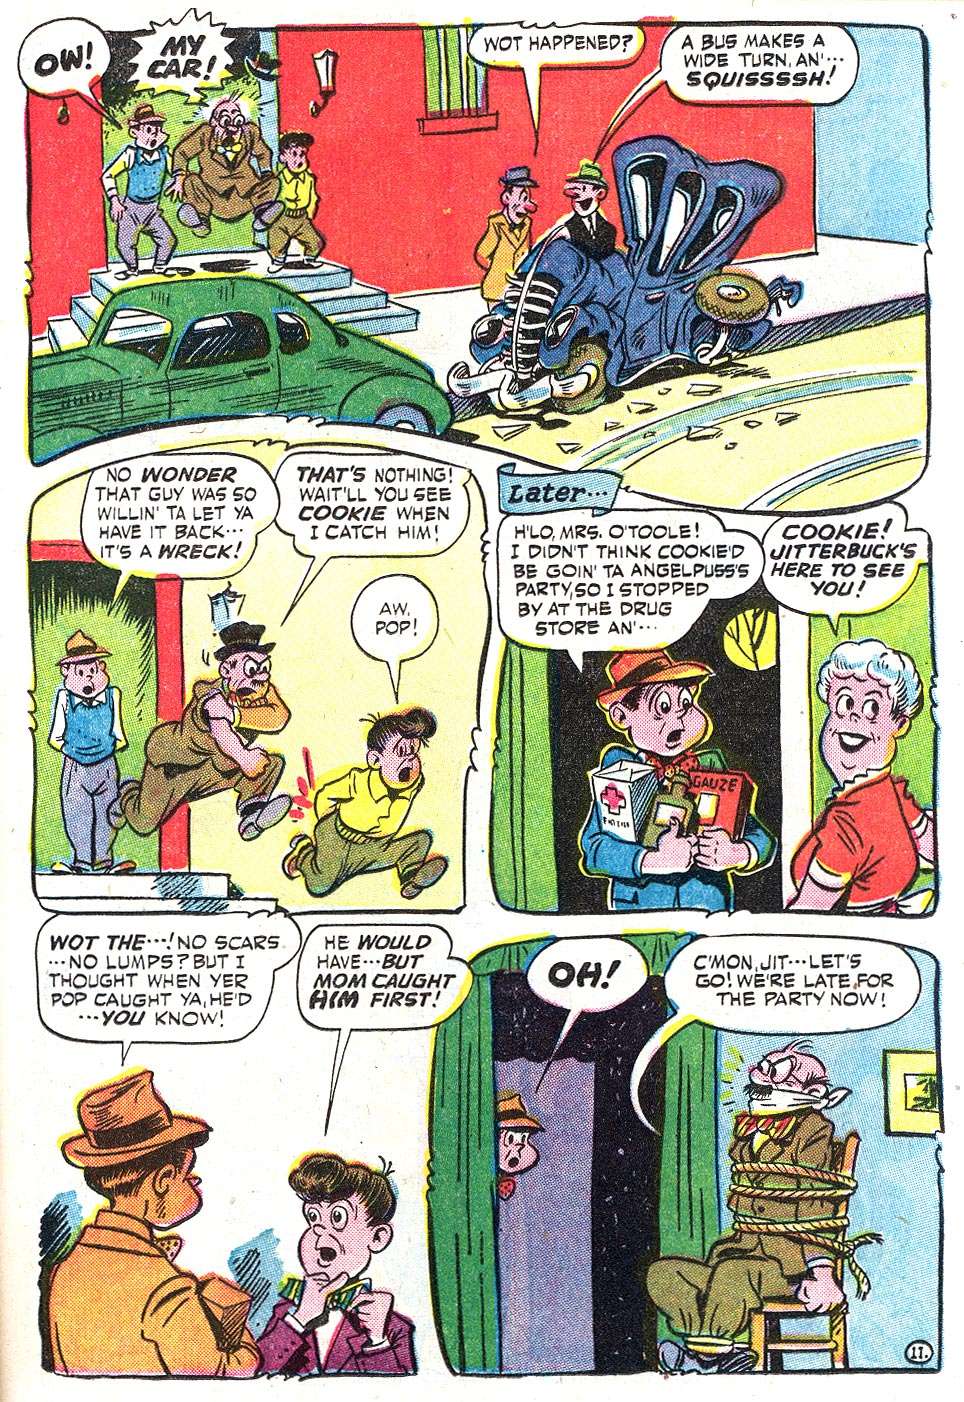 OW!
MY
CAR!
WOT HAPPENED?
A BUS MAKES A
WIDE TURN, AN'···
SQUISSSSH!
NO WONDER
THAT GUY WAS SO
WILLIN' TA LET YA
HAVE IT BACK···
IT'S A WRECK!
THAT'S NOTHING!
WAIT'LL YOU SEE
COOKIE WHEN
I CATCH HIM!
AW,
POP!
Later···
H'LO, MRS. O'TOOLE!
I DIDN'T THINK COOKIE'D
BE GOIN' TA ANGELPUSS'S
PARTY, SO I STOPPED
BY AT THE DRUG
STORE AN'···
COOKIE!
JITTERBUCK'S
HERE TO SEE
YOU!
GAUZE
WOT THE···! NO SCARS
···NO LUMPS? BUT I
THOUGHT WHEN YER
POP CAUGHT YA, HE'D
···YOU KNOW!
HE WOULD
HAVE···BUT
MOM CAUGHT
HIM FIRST!
OH!
C'MON, JIT···LET'S
GO! WE'RE LATE FOR
THE PARTY NOW!
11.